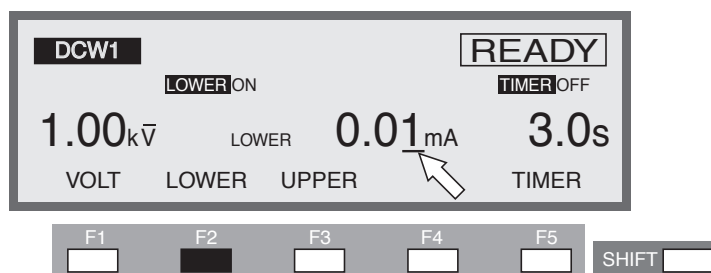 DCW1 READY
LOWER ON TIMER OFF
1.00kV̅ LOWER 0.01mA 3.0s
VOLT LOWER UPPER TIMER
F1 F2 F3 F4 F5
SHIFT